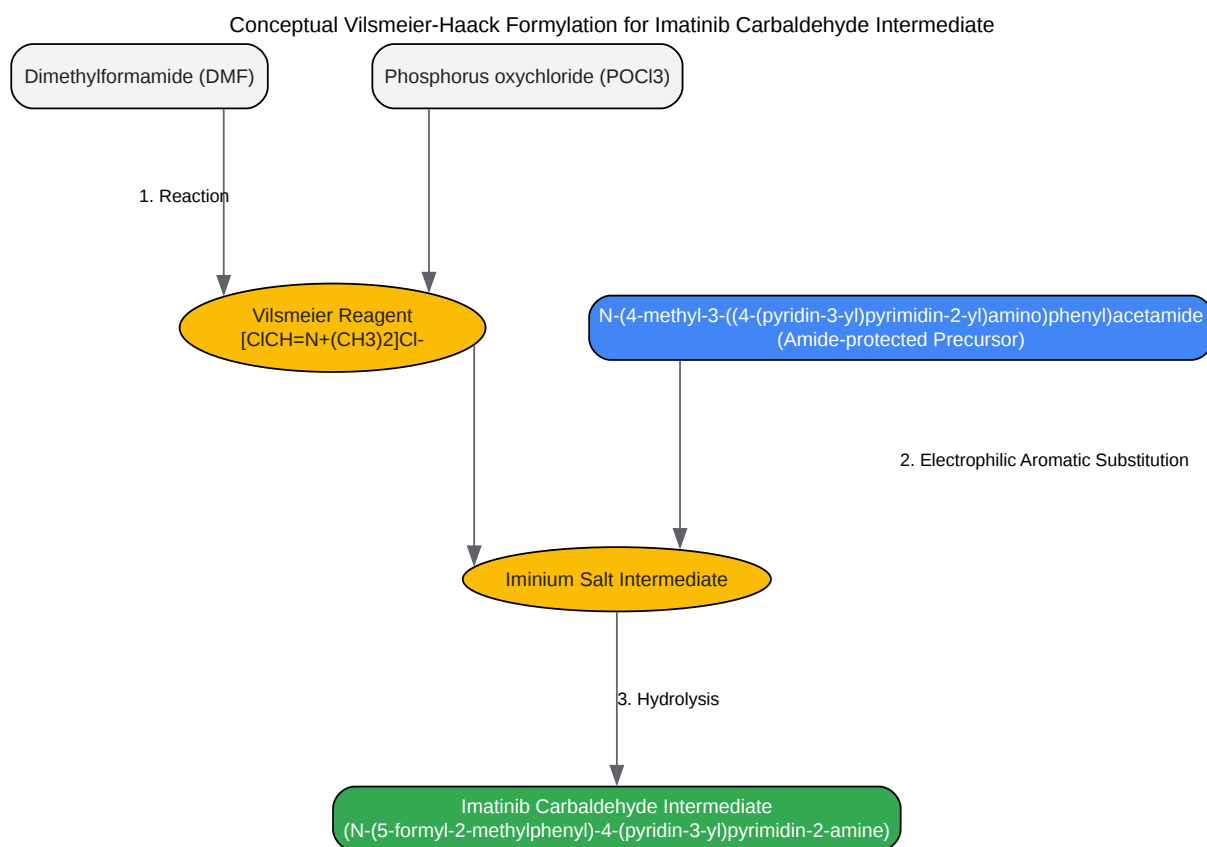 Conceptual Vilsmeier-Haack Formylation for Imatinib Carbaldehyde Intermediate
Dimethylformamide (DMF)
Phosphorus oxychloride (POCl3)
1. Reaction
Vilsmeier Reagent
[ClCH=N+(CH3)2]Cl-
N-(4-methyl-3-((4-(pyridin-3-yl)pyrimidin-2-yl)amino)phenyl)acetamide
(Amide-protected Precursor)
2. Electrophilic Aromatic Substitution
Iminium Salt Intermediate
3. Hydrolysis
Imatinib Carbaldehyde Intermediate
(N-(5-formyl-2-methylphenyl)-4-(pyridin-3-yl)pyrimidin-2-amine)